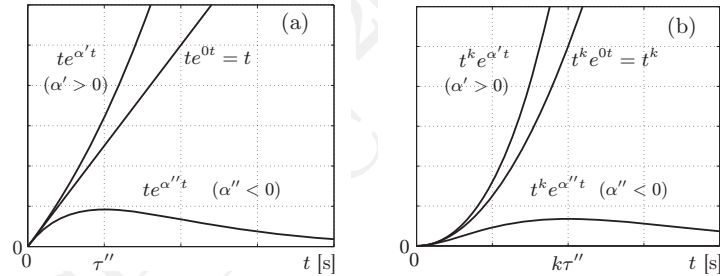 (a)
te^{α′t}
(α′ > 0)
te^{0t} = t
te^{α″t} (α″ < 0)
0
0
τ″
t [s]
(b)
t^k e^{α′t}
(α′ > 0)
t^k e^{0t} = t^k
t^k e^{α″t} (α″ < 0)
0
0
kτ″
t [s]